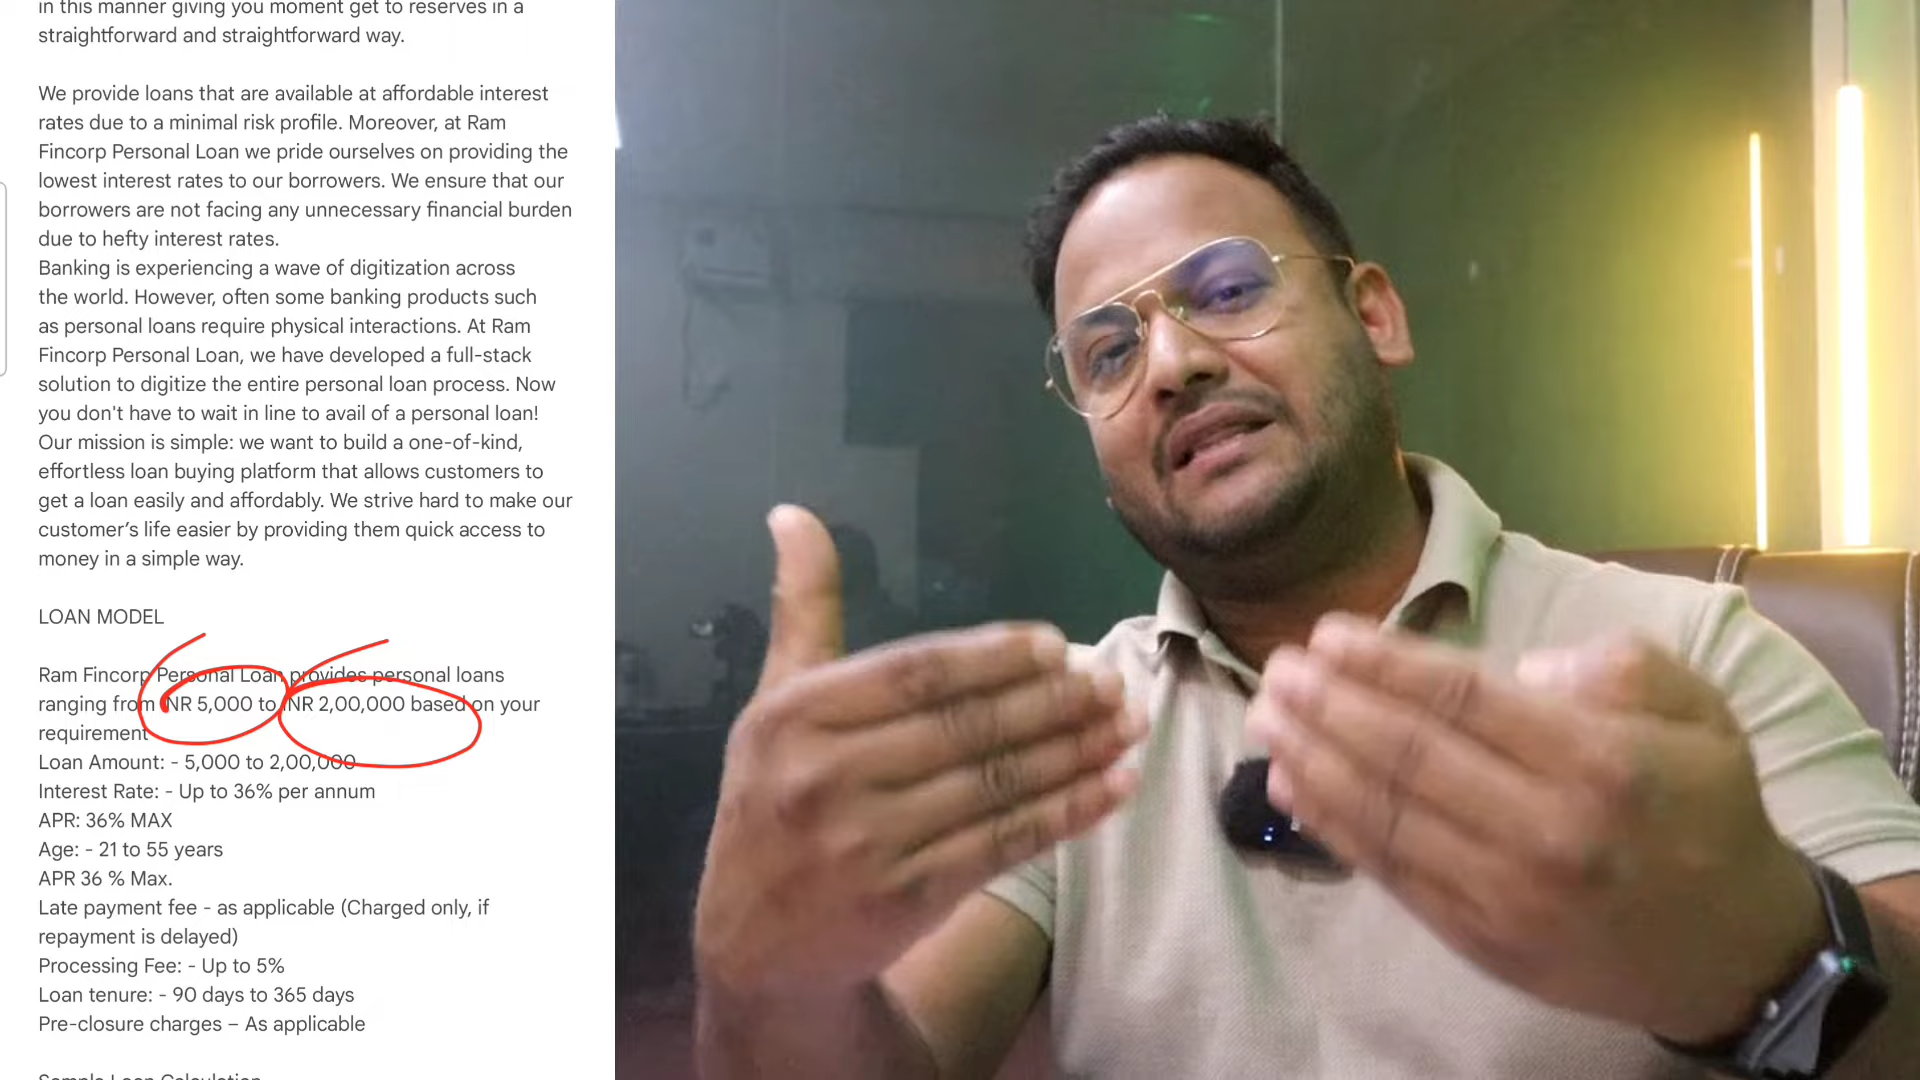 in this manner giving you moment get to reserves in a
straightforward and straightforward way.
We provide loans that are available at affordable interest
rates due to a minimal risk profile. Moreover, at Ram
Fincorp Personal Loan we pride ourselves on providing the
lowest interest rates to our borrowers. We ensure that our
borrowers are not facing any unnecessary financial burden
due to hefty interest rates.
Banking is experiencing a wave of digitization across
the world. However, often some banking products such
as personal loans require physical interactions. At Ram
Fincorp Personal Loan, we have developed a full-stack
solution to digitize the entire personal loan process. Now
you don't have to wait in line to avail of a personal loan!
Our mission is simple: we want to build a one-of-kind,
effortless loan buying platform that allows customers to
get a loan easily and affordably. We strive hard to make our
customer’s life easier by providing them quick access to
money in a simple way.
LOAN MODEL
Ram Fincorp Personal Loan provides personal loans
ranging from INR 5,000 to INR 2,00,000 based on your
requirement
Loan Amount: - 5,000 to 2,00,000
Interest Rate: - Up to 36% per annum
APR: 36% MAX
Age: - 21 to 55 years
APR 36 % Max.
Late payment fee - as applicable (Charged only, if
repayment is delayed)
Processing Fee: - Up to 5%
Loan tenure: - 90 days to 365 days
Pre-closure charges – As applicable
Sample Loan Calculation